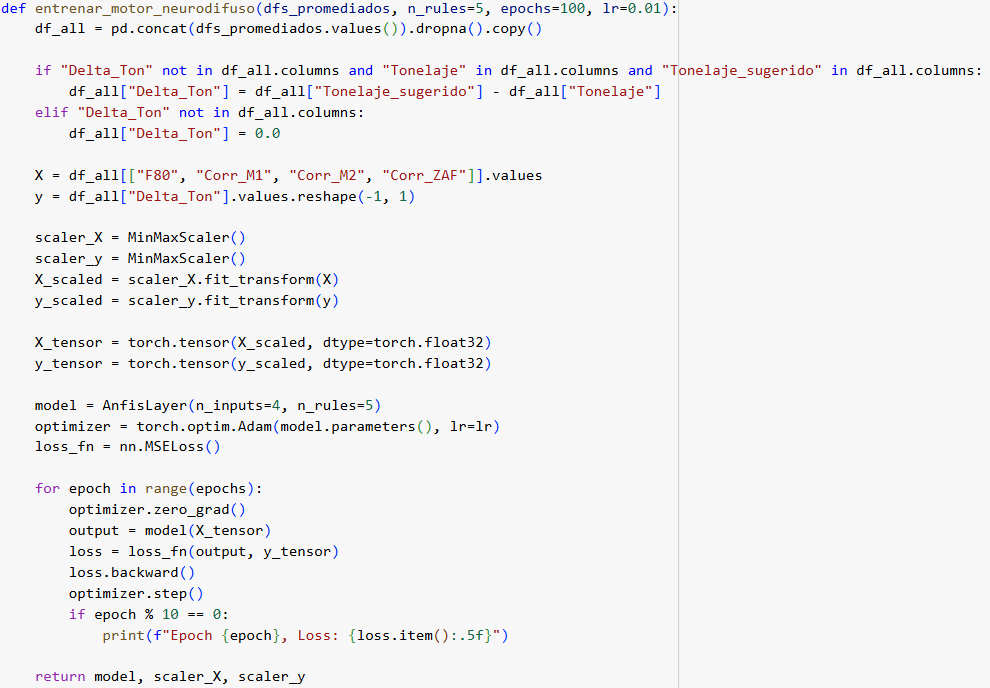 def entrenar_motor_neurodifuso(dfs_promediados, n_rules=5, epochs=100, lr=0.01):
    df_all = pd.concat(dfs_promediados.values()).dropna().copy()

    if "Delta_Ton" not in df_all.columns and "Tonelaje" in df_all.columns and "Tonelaje_sugerido" in df_all.columns:
        df_all["Delta_Ton"] = df_all["Tonelaje_sugerido"] - df_all["Tonelaje"]
    elif "Delta_Ton" not in df_all.columns:
        df_all["Delta_Ton"] = 0.0

    X = df_all[["F80", "Corr_M1", "Corr_M2", "Corr_ZAF"]].values
    y = df_all["Delta_Ton"].values.reshape(-1, 1)

    scaler_X = MinMaxScaler()
    scaler_y = MinMaxScaler()
    X_scaled = scaler_X.fit_transform(X)
    y_scaled = scaler_y.fit_transform(y)

    X_tensor = torch.tensor(X_scaled, dtype=torch.float32)
    y_tensor = torch.tensor(y_scaled, dtype=torch.float32)

    model = AnfisLayer(n_inputs=4, n_rules=5)
    optimizer = torch.optim.Adam(model.parameters(), lr=lr)
    loss_fn = nn.MSELoss()

    for epoch in range(epochs):
        optimizer.zero_grad()
        output = model(X_tensor)
        loss = loss_fn(output, y_tensor)
        loss.backward()
        optimizer.step()
        if epoch % 10 == 0:
            print(f"Epoch {epoch}, Loss: {loss.item():.5f}")

    return model, scaler_X, scaler_y